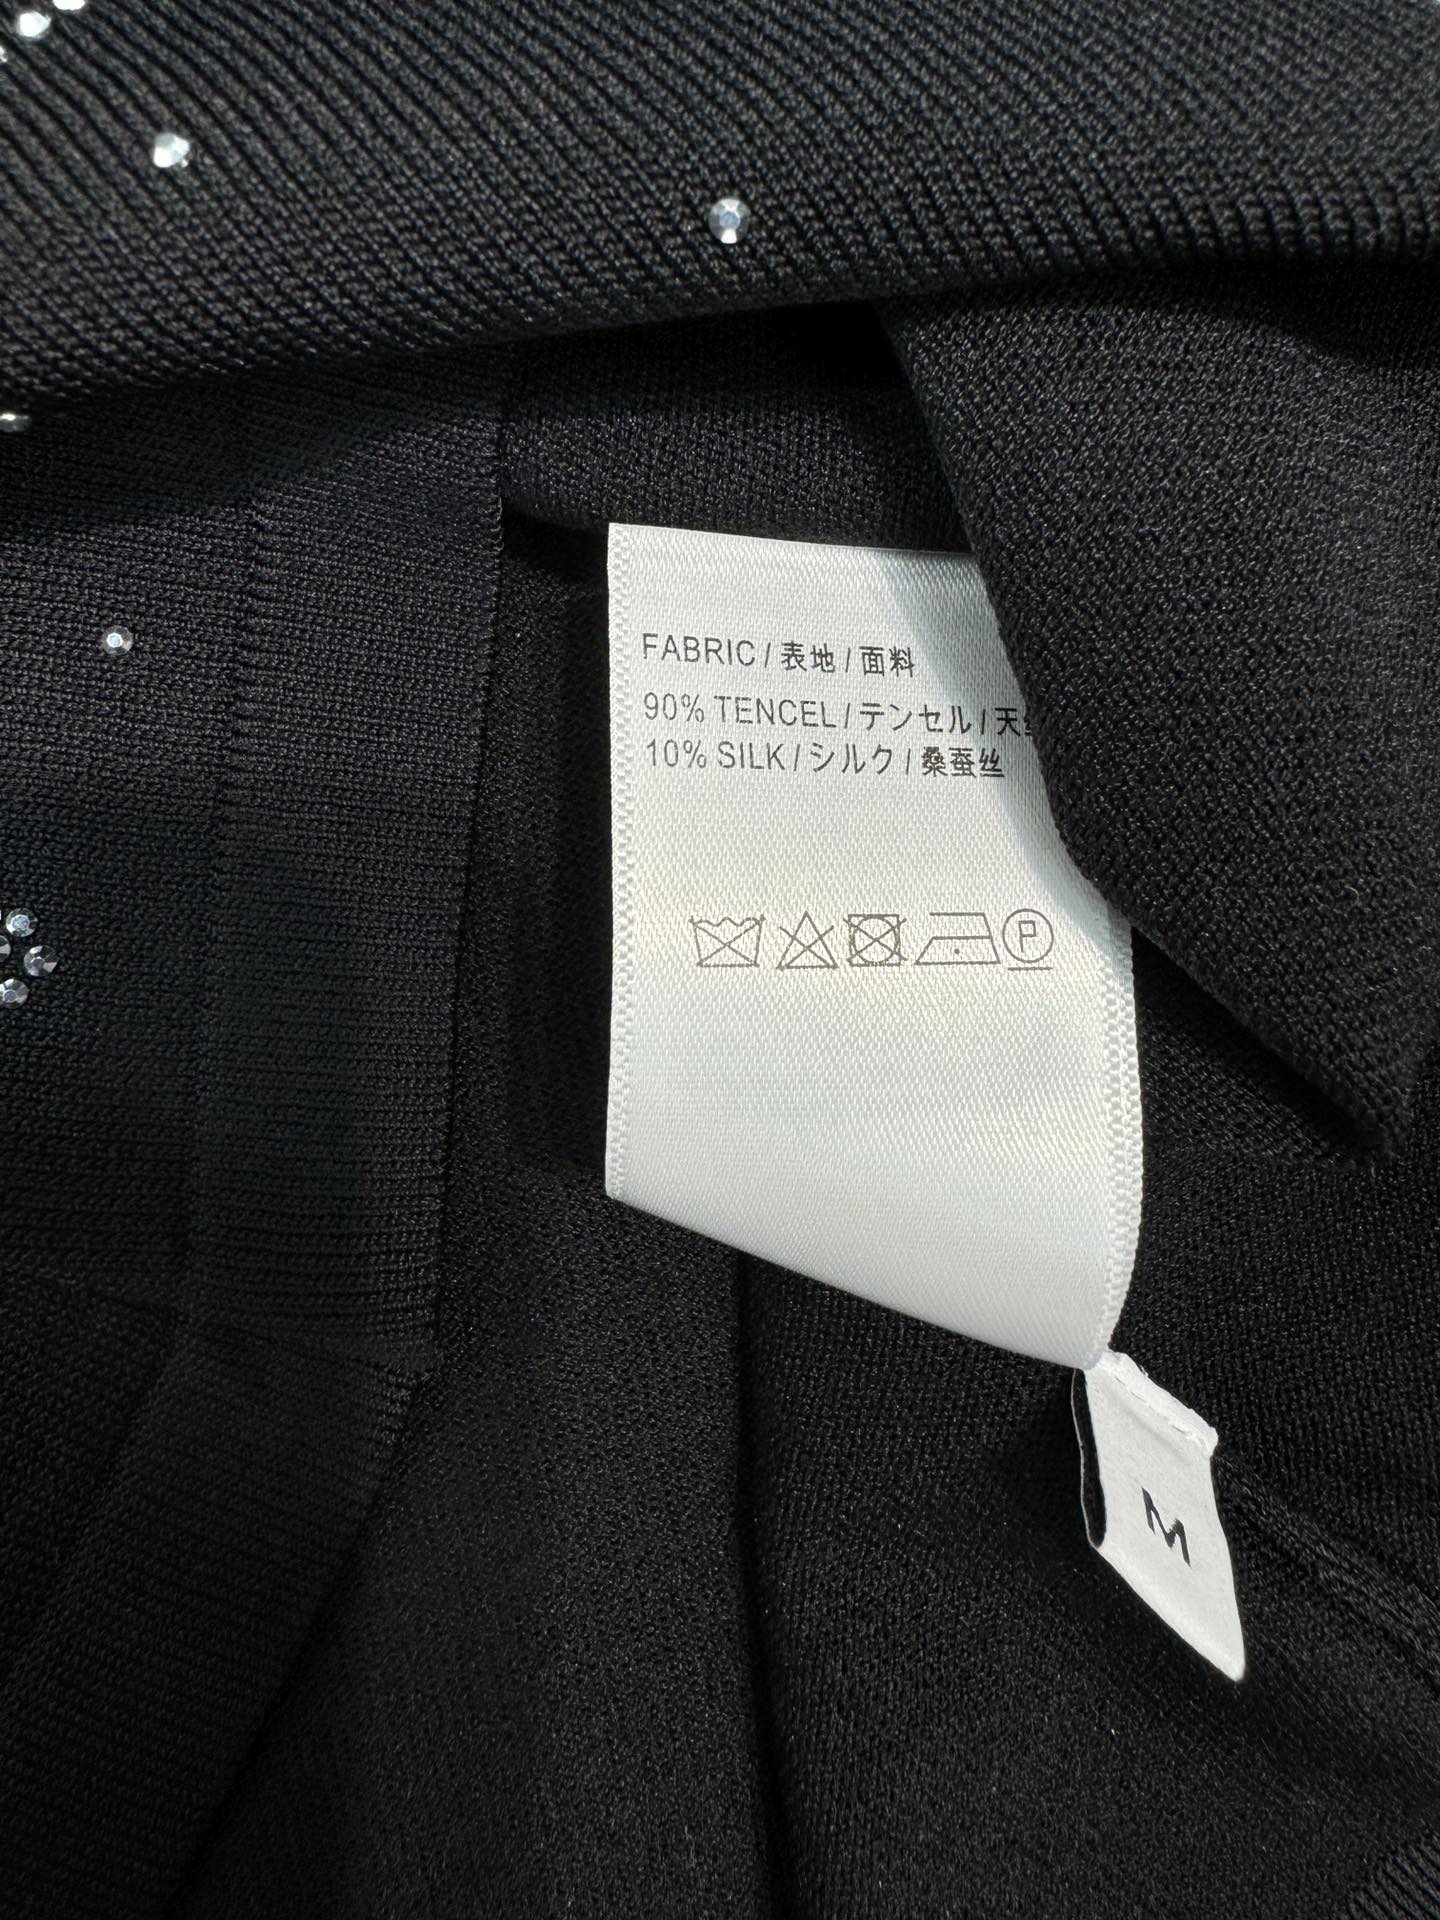 FABRIC / 表地 / 面料
90% TENCEL / テンセル / 天
10% SILK / シルク / 桑蚕丝
P
M